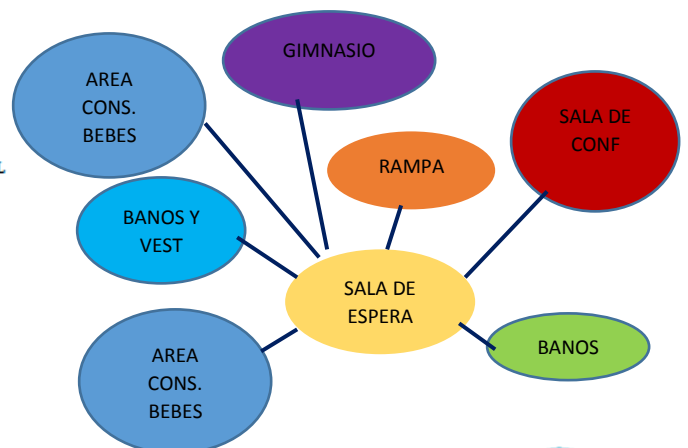 GIMNASIO
AREA
CONS.
BEBES
SALA DE
CONF
RAMPA
BANOS Y
VEST
SALA DE
ESPERA
BANOS
AREA
CONS.
BEBES